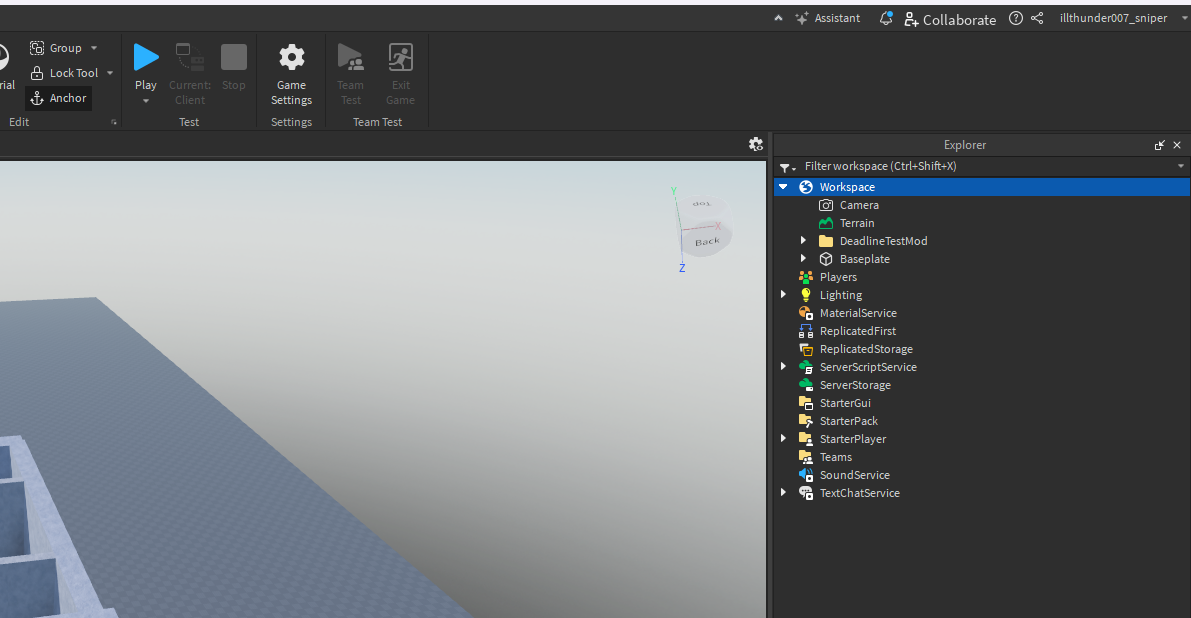 Assistant
Collaborate
illthunder007_sniper
Group
Lock Tool
Anchor
Edit
Play
Current:
Client
Stop
Test
Game
Settings
Settings
Team
Test
Exit
Game
Team Test
Explorer
Filter workspace (Ctrl+Shift+X)
Workspace
Camera
Terrain
DeadlineTestMod
Baseplate
Players
Lighting
MaterialService
ReplicatedFirst
ReplicatedStorage
ServerScriptService
ServerStorage
StarterGui
StarterPack
StarterPlayer
Teams
SoundService
TextChatService
Y
Top
X
Back
Z